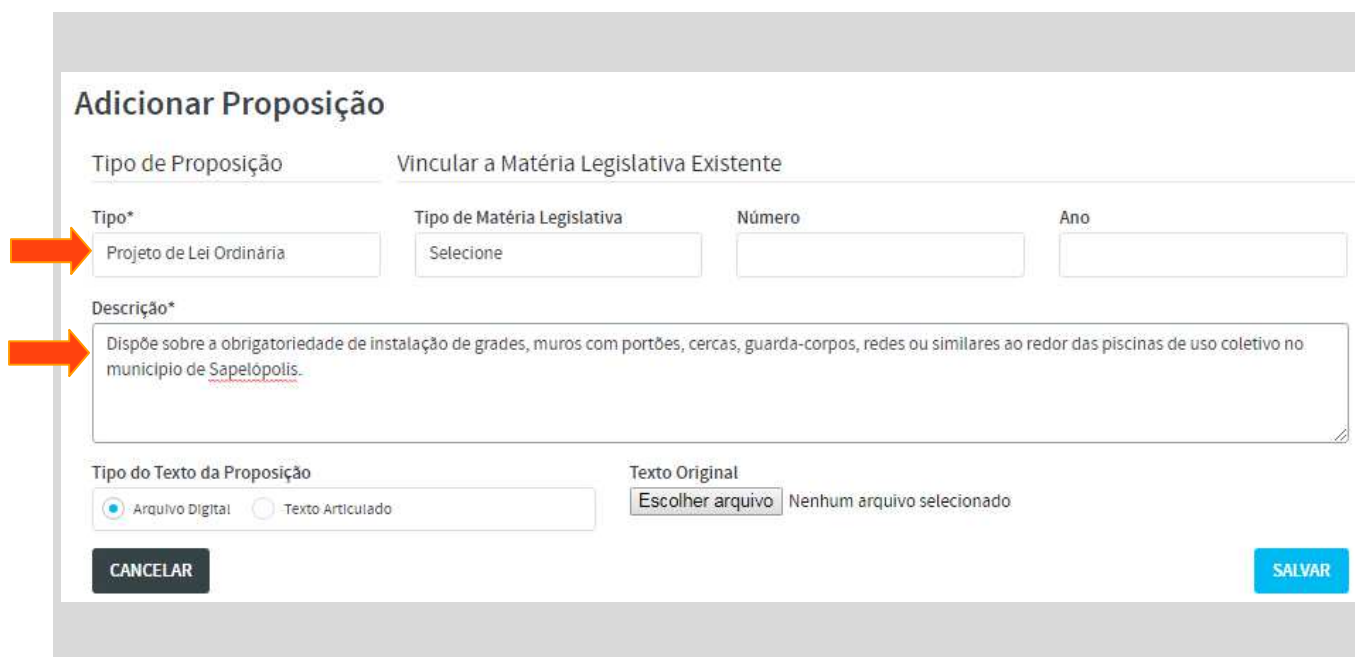 Adicionar Proposição
Tipo de Proposição Vincular a Matéria Legislativa Existente
Tipo* Tipo de Matéria Legislativa Número Ano
Projeto de Lei Ordinária Selecione
Descrição*
Dispõe sobre a obrigatoriedade de instalação de grades, muros com portões, cercas, guarda-corpos, redes ou similares ao redor das piscinas de uso coletivo no
município de Sapelópolis.
Tipo do Texto da Proposição Texto Original
Arquivo Digital Texto Articulado Escolher arquivo Nenhum arquivo selecionado
CANCELAR SALVAR